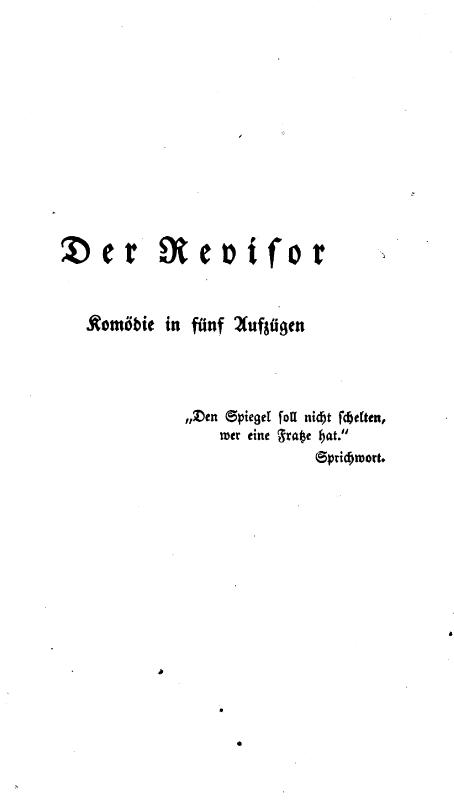 Der Revisor
Komödie in fünf Aufzügen
„Den Spiegel soll nicht schelten,
wer eine Fratze hat.“
Sprichwort.